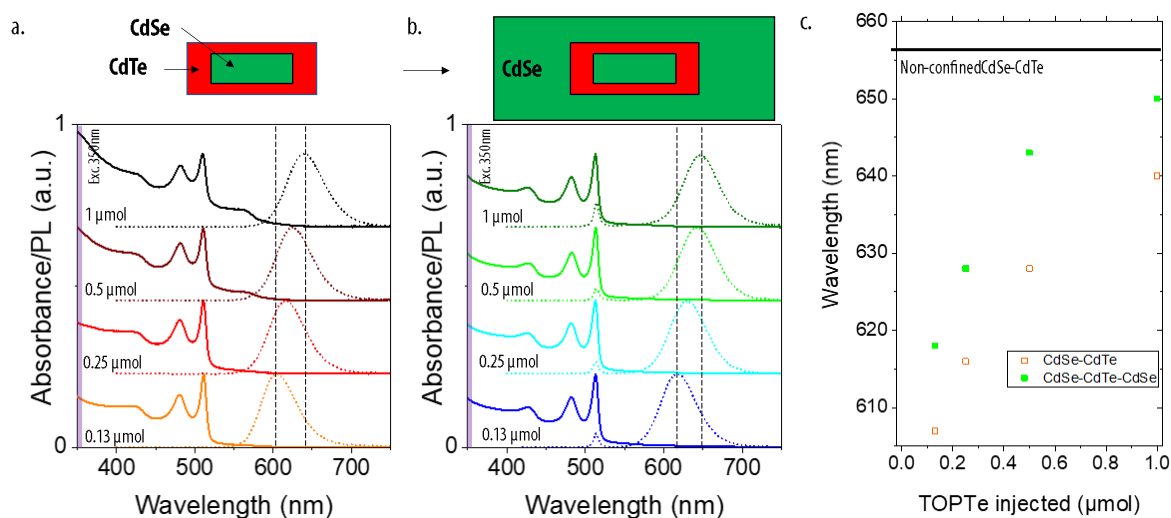 a.
CdSe
CdTe
Absorbance/PL (a.u.)
1
0
Exc.350nm
1 μmol
0.5 μmol
0.25 μmol
0.13 μmol
400 500 600 700
Wavelength (nm)
b.
CdSe
Absorbance/PL (a.u.)
1
0
Exc.350nm
1 μmol
0.5 μmol
0.25 μmol
0.13 μmol
400 500 600 700
Wavelength (nm)
c.
Wavelength (nm)
660
650
640
630
620
610
Non-confinedCdSe-CdTe
CdSe-CdTe
CdSe-CdTe-CdSe
0.0 0.2 0.4 0.6 0.8 1.0
TOPTe injected (μmol)